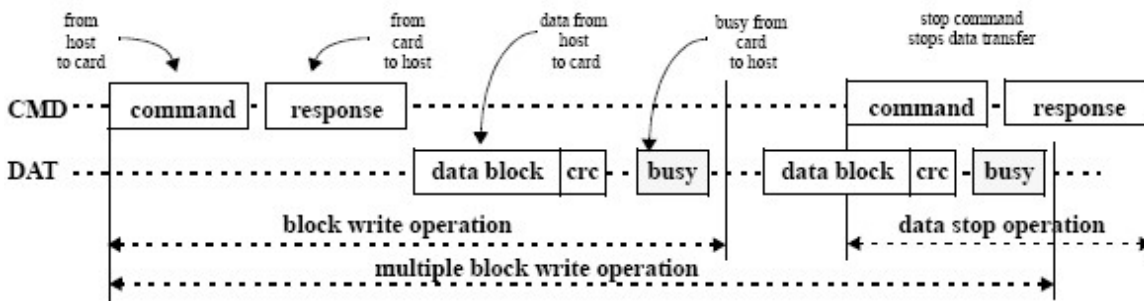 from
host
to card
from
card
to host
data from
host
to card
busy from
card
to host
stop command
stops data transfer
CMD command response command response
DAT data block crc busy data block crc busy
block write operation data stop operation
multiple block write operation